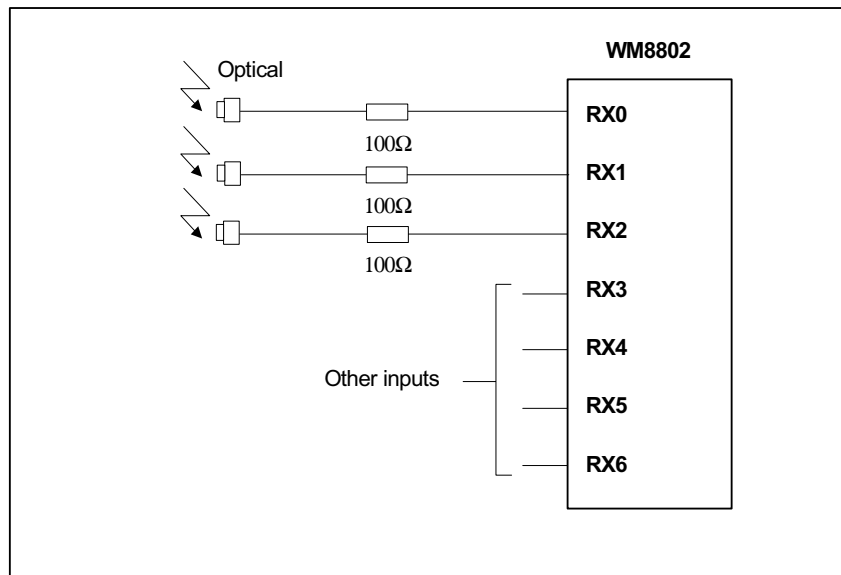 WM8802
Optical
RX0
100Ω
RX1
100Ω
RX2
100Ω
RX3
RX4
Other inputs
RX5
RX6